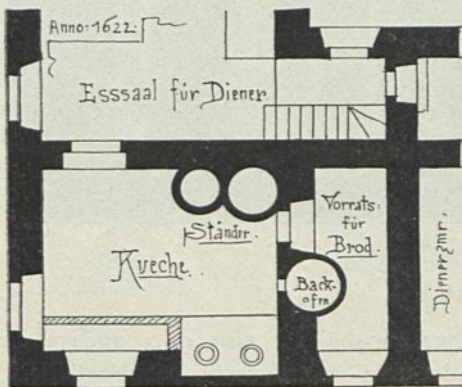 Anno: 1622.
Esssaal für Diener.
Ständer.
Kueche.
Vorrats:
für
Brod.
Back-
ofen
Dienerzmr.